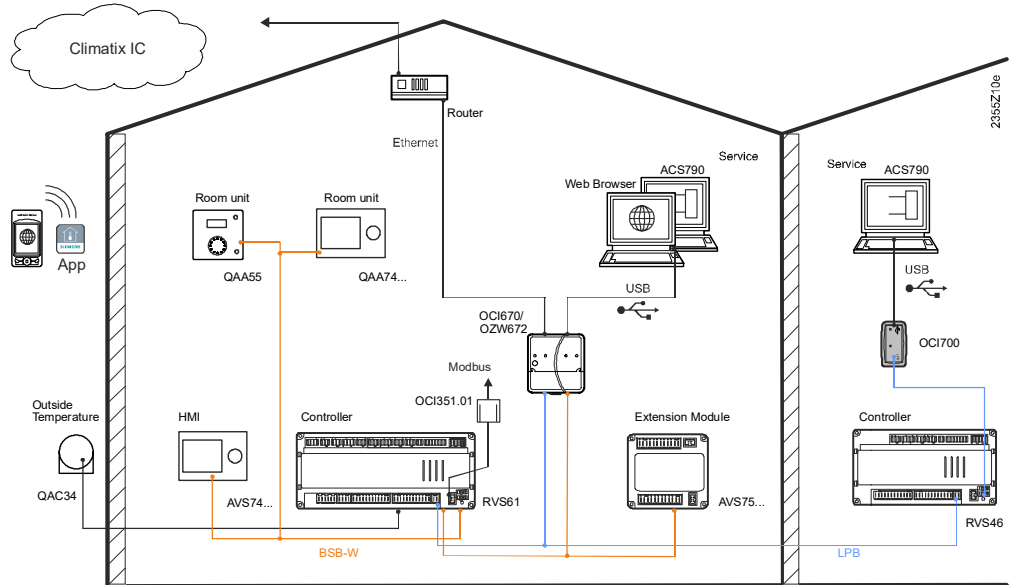 Climatix IC
2355Z10e
Router
Ethernet
Service
ACS790
Web Browser
Service
ACS790
Room unit
Room unit
SIEMENS
App
QAA55
QAA74...
USB
USB
OCI670/
OZW672
OCI700
Modbus
OCI351.01
Outside
Temperature
HMI
Controller
Extension Module
Controller
QAC34
AVS74...
RVS61
AVS75...
RVS46
BSB-W
LPB